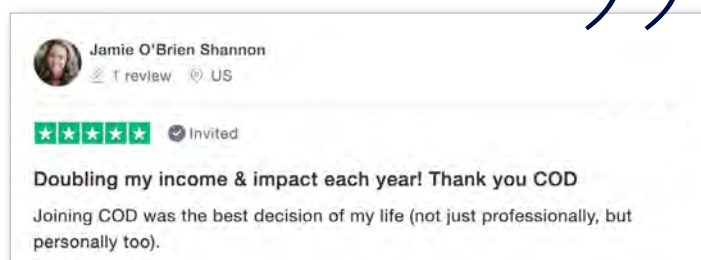 Jamie O'Brien Shannon
1 review US
Invited
Doubling my income & impact each year! Thank you COD
Joining COD was the best decision of my life (not just professionally, but
personally too).